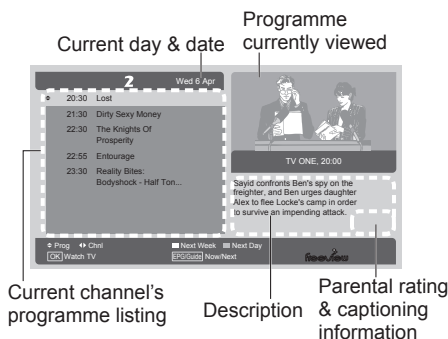 Programme
currently viewed
Current day & date
2 Wed 6 Apr
20:30 Lost
21:30 Dirty Sexy Money
22:30 The Knights Of
Prosperity
22:55 Entourage
23:30 Reality Bites:
Bodyshock - Half Ton...
TV ONE, 20:00
Sayid confronts Ben's spy on the
freighter, and Ben urges daughter
Alex to flee Locke's camp in order
to survive an impending attack.
Prog Chnl Next Week Next Day
OK Watch TV EPG/Guide Now/Next
freeview
Current channel's
programme listing
Description
Parental rating
& captioning
information